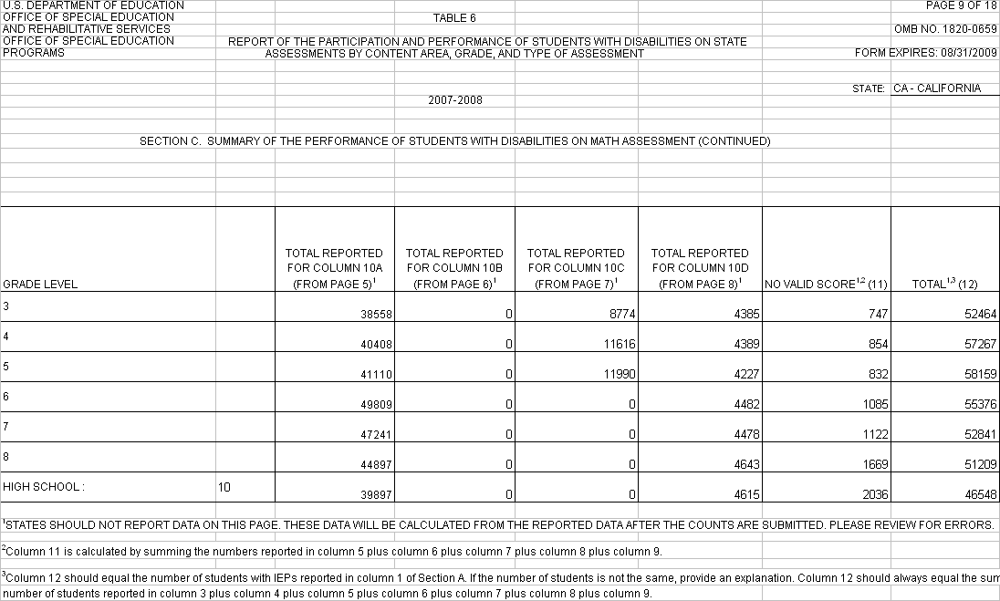 U.S. DEPARTMENT OF EDUCATION PAGE 9 OF 18
OFFICE OF SPECIAL EDUCATION TABLE 6
AND REHABILITATIVE SERVICES OMB NO. 1820-0659
OFFICE OF SPECIAL EDUCATION REPORT OF THE PARTICIPATION AND PERFORMANCE OF STUDENTS WITH DISABILITIES ON STATE
PROGRAMS ASSESSMENTS BY CONTENT AREA, GRADE, AND TYPE OF ASSESSMENT FORM EXPIRES: 08/31/2009
STATE: CA - CALIFORNIA
2007-2008
SECTION C. SUMMARY OF THE PERFORMANCE OF STUDENTS WITH DISABILITIES ON MATH ASSESSMENT (CONTINUED)
TOTAL REPORTED TOTAL REPORTED TOTAL REPORTED TOTAL REPORTED
FOR COLUMN 10A FOR COLUMN 10B FOR COLUMN 10C FOR COLUMN 10D
GRADE LEVEL (FROM PAGE 5)¹ (FROM PAGE 6)¹ (FROM PAGE 7)¹ (FROM PAGE 8)¹ NO VALID SCORE¹,² (11) TOTAL¹,³ (12)
3 38558 0 8774 4385 747 52464
4 40408 0 11616 4389 854 57267
5 41110 0 11990 4227 832 58159
6 49809 0 0 4482 1085 55376
7 47241 0 0 4478 1122 52841
8 44897 0 0 4643 1669 51209
HIGH SCHOOL : 10 39897 0 0 4615 2036 46548
¹STATES SHOULD NOT REPORT DATA ON THIS PAGE. THESE DATA WILL BE CALCULATED FROM THE REPORTED DATA AFTER THE COUNTS ARE SUBMITTED. PLEASE REVIEW FOR ERRORS.
²Column 11 is calculated by summing the numbers reported in column 5 plus column 6 plus column 7 plus column 8 plus column 9.
³Column 12 should equal the number of students with IEPs reported in column 1 of Section A. If the number of students is not the same, provide an explanation. Column 12 should always equal the sum
number of students reported in column 3 plus column 4 plus column 5 plus column 6 plus column 7 plus column 8 plus column 9.